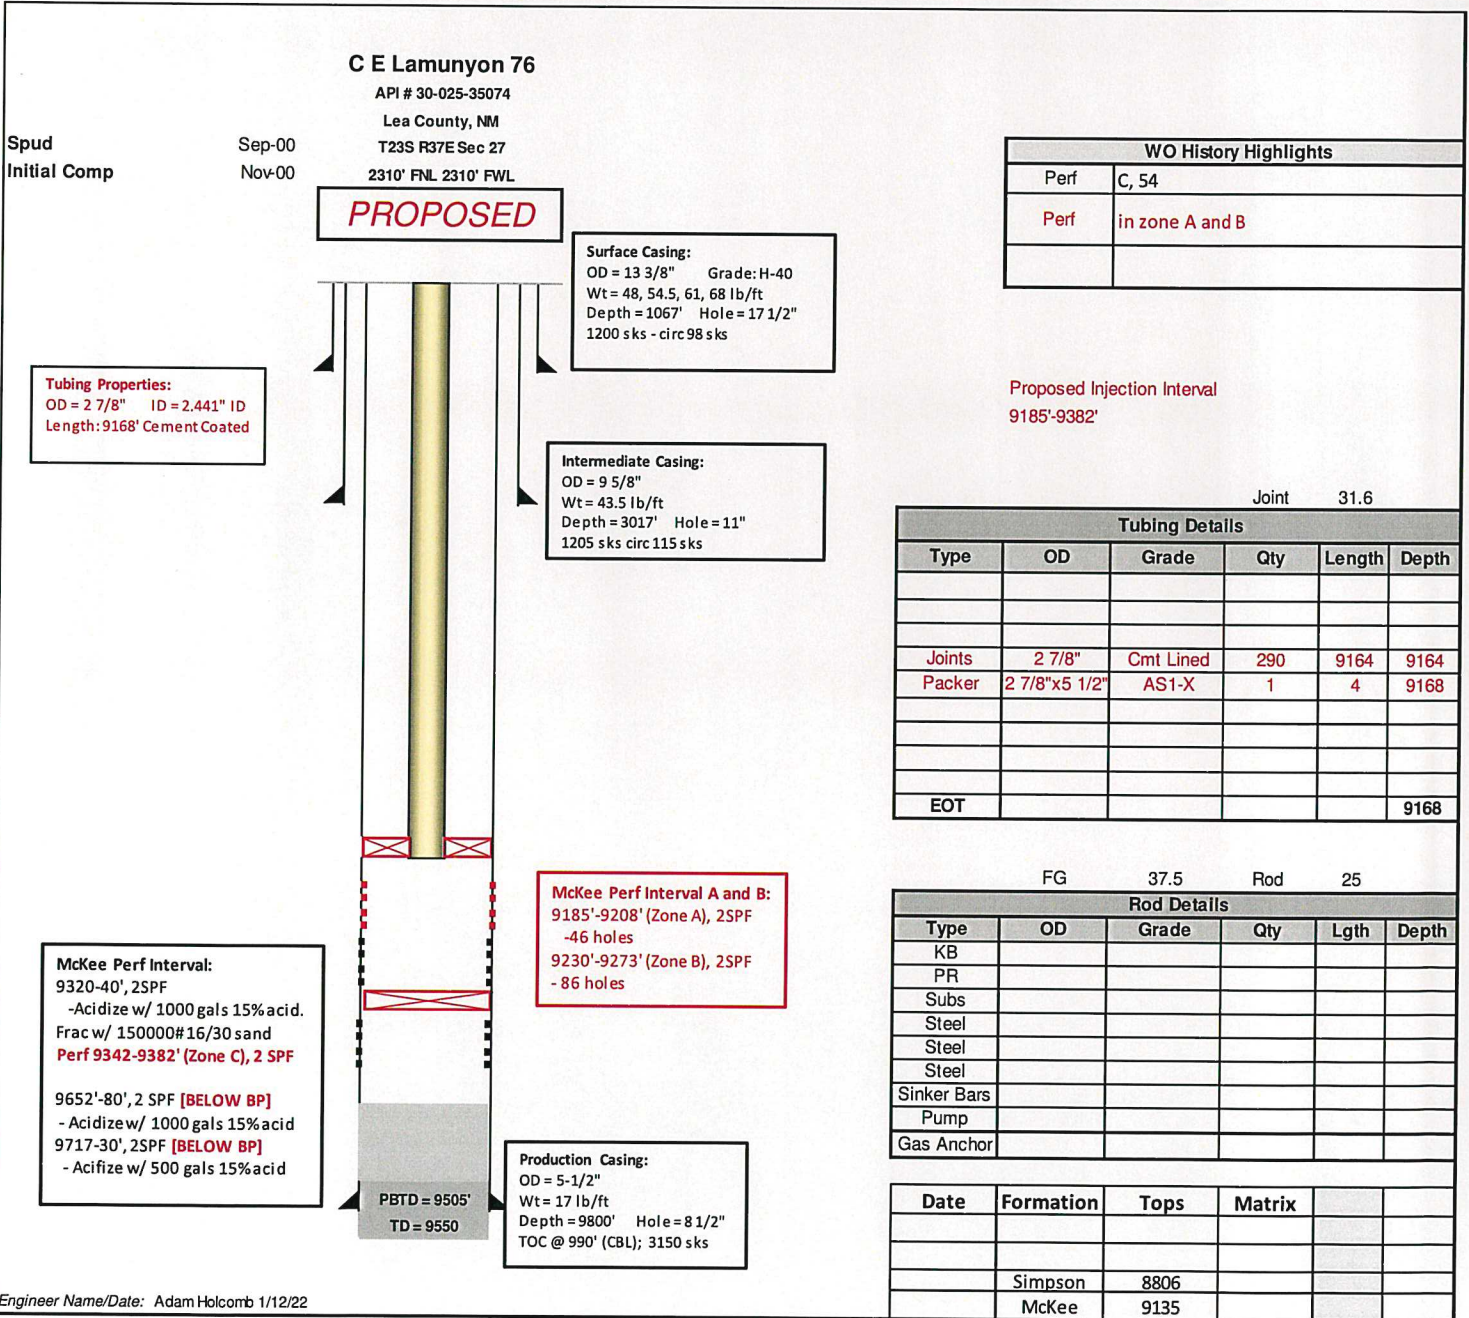 C E Lamunyon 76
API # 30-025-35074
Lea County, NM
Spud Sep-00 T23S R37E Sec 27
Initial Comp Nov-00 2310' FNL 2310' FWL
PROPOSED
WO History Highlights
Perf C, 54
Perf in zone A and B
Surface Casing:
OD = 13 3/8" Grade: H-40
Wt = 48, 54.5, 61, 68 lb/ft
Depth = 1067' Hole = 17 1/2"
1200 sks - circ 98 sks
Tubing Properties:
OD = 2 7/8" ID = 2.441" ID
Length: 9168' Cement Coated
Proposed Injection Interval
9185'-9382'
Intermediate Casing:
OD = 9 5/8"
Wt = 43.5 lb/ft
Depth = 3017' Hole = 11"
1205 sks circ 115 sks
Joint 31.6
Tubing Details
Type OD Grade Qty Length Depth
Joints 2 7/8" Cmt Lined 290 9164 9164
Packer 2 7/8"x5 1/2" AS1-X 1 4 9168
EOT 9168
McKee Perf Interval A and B:
9185'-9208' (Zone A), 2SPF
-46 holes
9230'-9273' (Zone B), 2SPF
- 86 holes
FG 37.5 Rod 25
Rod Details
Type OD Grade Qty Lgth Depth
KB
PR
Subs
Steel
Steel
Steel
Sinker Bars
Pump
Gas Anchor
McKee Perf Interval:
9320-40', 2SPF
-Acidize w/ 1000 gals 15% acid.
Frac w/ 150000# 16/30 sand
Perf 9342-9382' (Zone C), 2 SPF
9652'-80', 2 SPF [BELOW BP]
- Acidize w/ 1000 gals 15% acid
9717-30', 2SPF [BELOW BP]
- Acifize w/ 500 gals 15% acid
PBTD = 9505'
TD = 9550
Production Casing:
OD = 5-1/2"
Wt = 17 lb/ft
Depth = 9800' Hole = 8 1/2"
TOC @ 990' (CBL); 3150 sks
Date Formation Tops Matrix
Simpson 8806
McKee 9135
Engineer Name/Date: Adam Holcomb 1/12/22